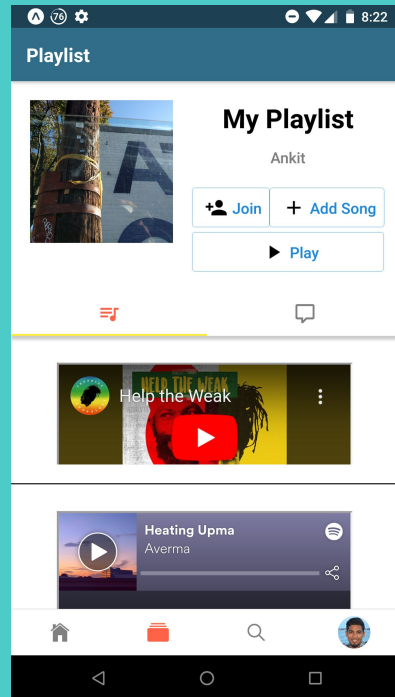 76 8:22
Playlist
My Playlist
Ankit
Join
Add Song
Play
HELP THE WEAK
Help the Weak
Heating Upma
Averma